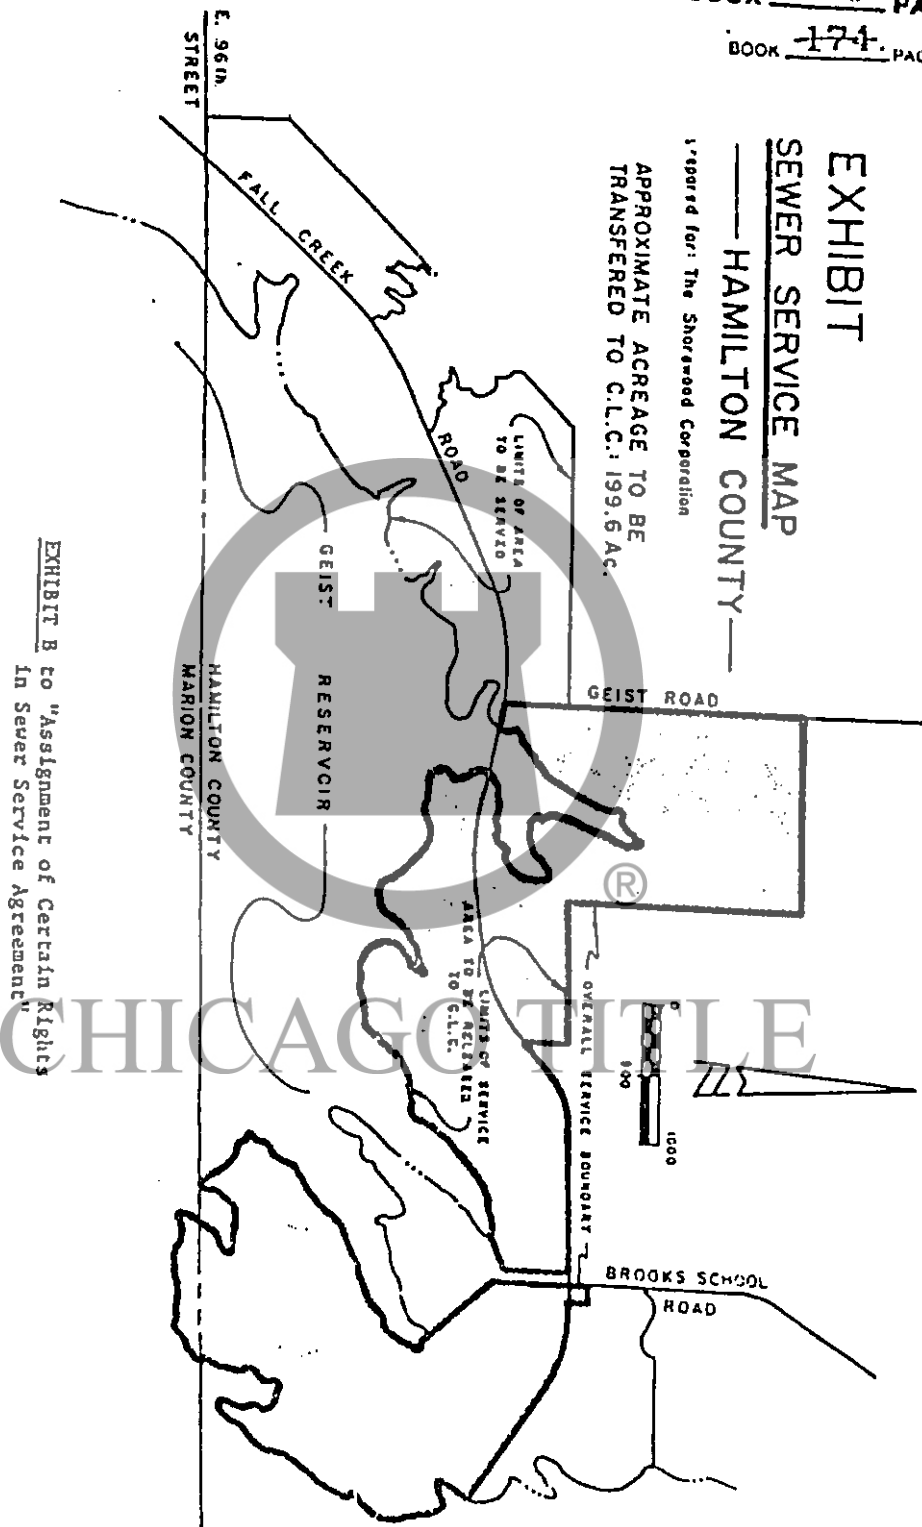 BOOK 174. PAG
EXHIBIT
SEWER SERVICE MAP
HAMILTON COUNTY
Prepared for: The Shorewood Corporation
APPROXIMATE ACREAGE TO BE
TRANSFERED TO C.L.C.: 199.6 Ac.
E. 96th
STREET
FALL CREEK
ROAD
LIMITS OF AREA
TO BE SERVED
GEIST ROAD
GEIST RESERVOIR
HAMILTON COUNTY
MARION COUNTY
LIMITS OF SERVICE
AREA TO BE RELEASED
TO C.L.C.
OVERALL SERVICE BOUNDARY
0
500
1000
BROOKS SCHOOL
ROAD
EXHIBIT B to "Assignment of Certain Rights
in Sewer Service Agreement"
®
CHICAGO TITLE